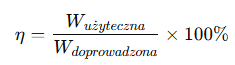 η = W_użyteczna / W_doprowadzona × 100%